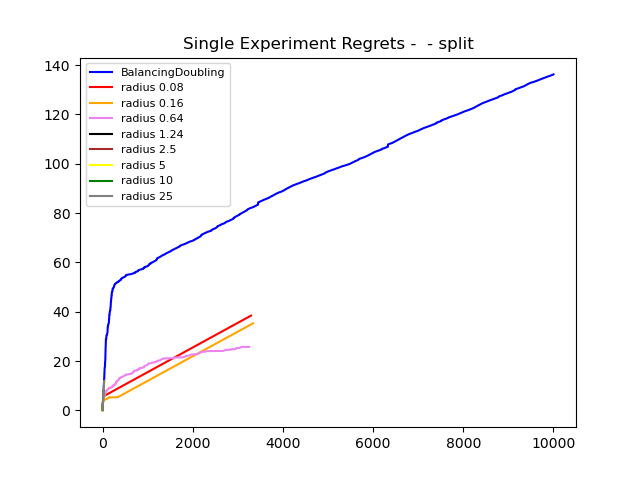 Single Experiment Regrets -  - split
140
120
100
80
60
40
20
0
BalancingDoubling
radius 0.08
radius 0.16
radius 0.64
radius 1.24
radius 2.5
radius 5
radius 10
radius 25
0 2000 4000 6000 8000 10000